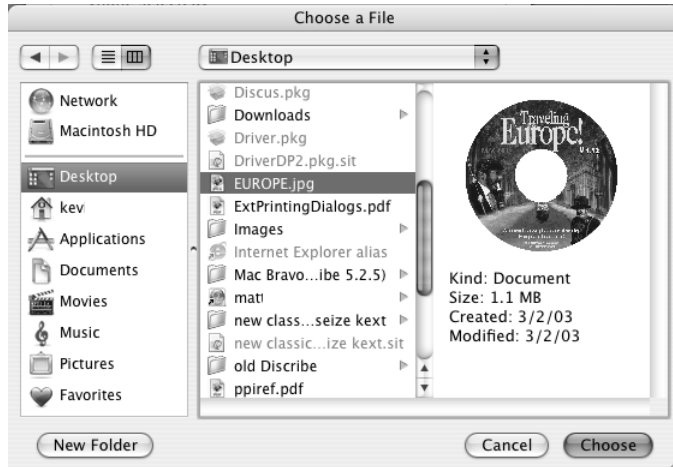 Choose a File
Desktop
Network
Macintosh HD
Desktop
kevi
Applications
Documents
Movies
Music
Pictures
Favorites
Discus.pkg
Downloads
Driver.pkg
DriverDP2.pkg.sit
EUROPE.jpg
ExtPrintingDialogs.pdf
Images
Internet Explorer alias
Mac Bravo...ibe 5.2.5)
matt
new class...seize kext
new classic...ize kext.sit
old Discribe
ppiref.pdf
Traveling
Europe!
Kind: Document
Size: 1.1 MB
Created: 3/2/03
Modified: 3/2/03
New Folder
Cancel
Choose